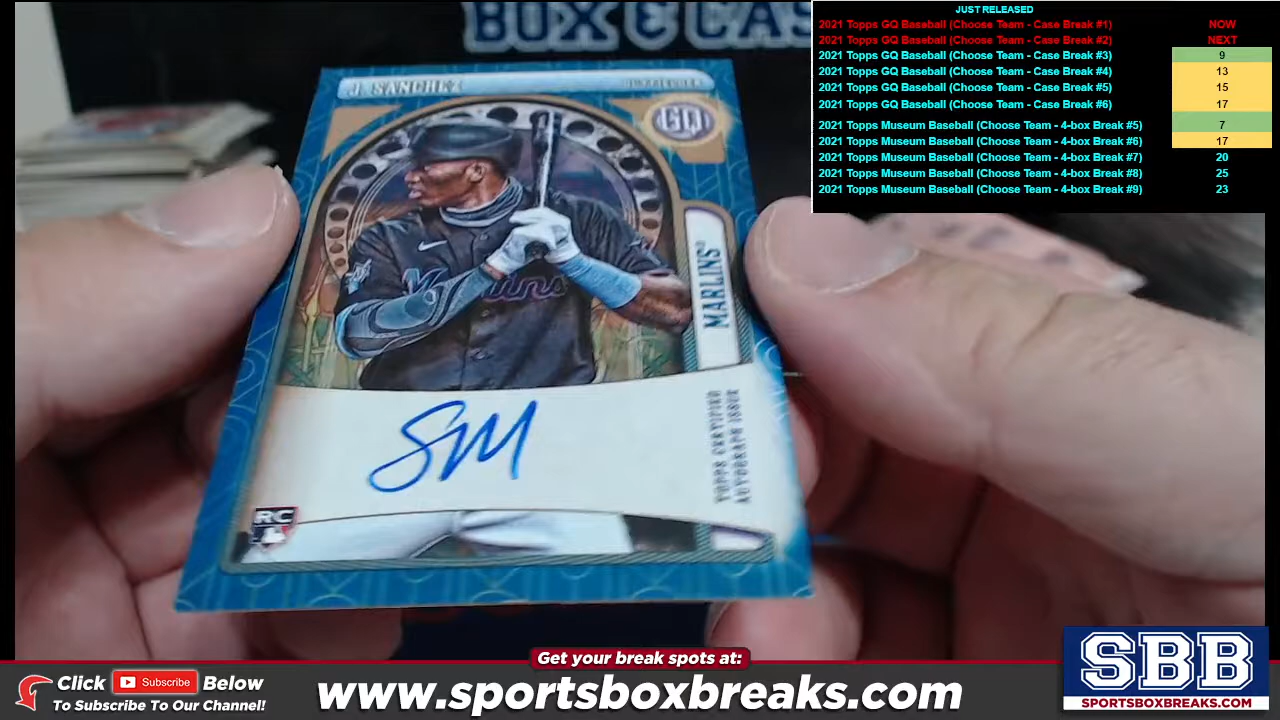 BOX & CAS
JUST RELEASED
2021 Topps GQ Baseball (Choose Team - Case Break #1) NOW
2021 Topps GQ Baseball (Choose Team - Case Break #2) NEXT
2021 Topps GQ Baseball (Choose Team - Case Break #3) 9
2021 Topps GQ Baseball (Choose Team - Case Break #4) 13
2021 Topps GQ Baseball (Choose Team - Case Break #5) 15
2021 Topps GQ Baseball (Choose Team - Case Break #6) 17
2021 Topps Museum Baseball (Choose Team - 4-box Break #5) 7
2021 Topps Museum Baseball (Choose Team - 4-box Break #6) 17
2021 Topps Museum Baseball (Choose Team - 4-box Break #7) 20
2021 Topps Museum Baseball (Choose Team - 4-box Break #8) 25
2021 Topps Museum Baseball (Choose Team - 4-box Break #9) 23
J. SANCHEZ
GQ
Marlins
MARLINS
TOPPS CERTIFIED
AUTOGRAPH ISSUE
RC
Get your break spots at:
Click Subscribe Below
To Subscribe To Our Channel!
www.sportsboxbreaks.com
SBB
SPORTSBOXBREAKS.COM